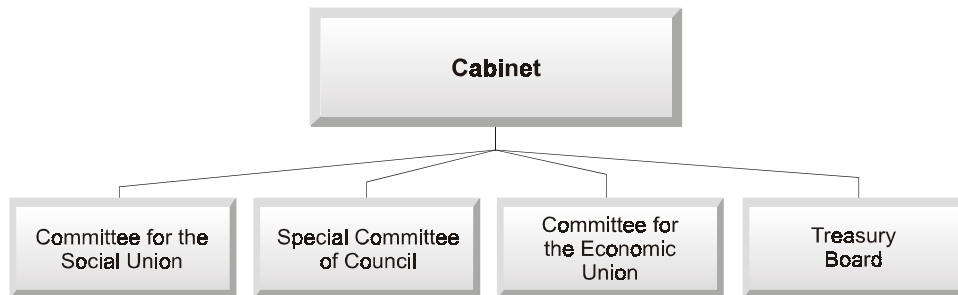 Cabinet
Committee for the
Social Union
Special Committee
of Council
Committee for
the Economic
Union
Treasury
Board